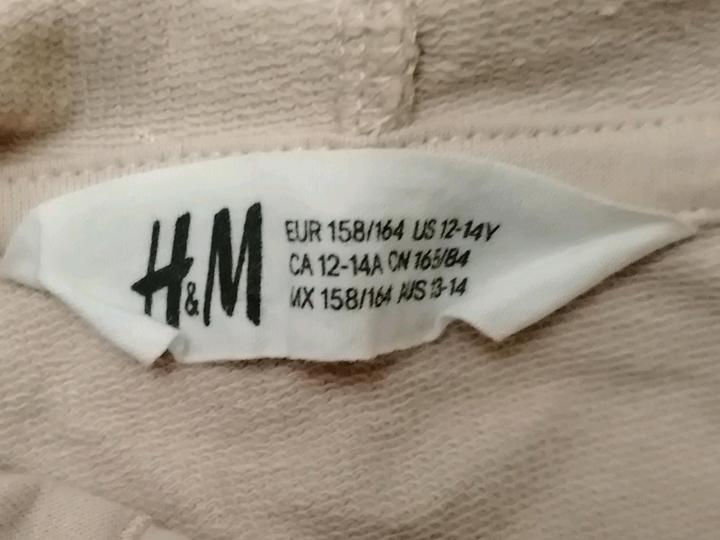 H&M
EUR 158/164 US 12-14Y
CA 12-14A CN 165/84
MX 158/164 AUS 13-14